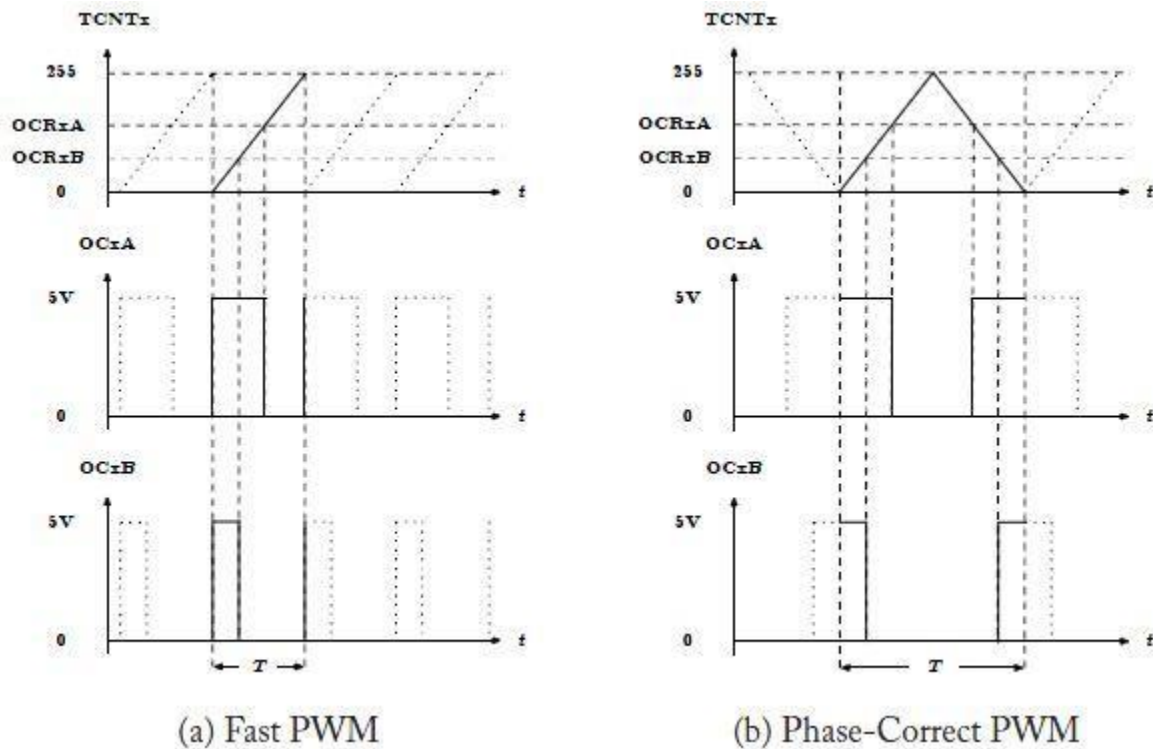 TCNTx TCNTx
255 255
OCRxA OCRxA
OCRxB OCRxB
0 t 0 t
OCxA OCxA
5V 5V
0 t 0 t
OCxB OCxB
5V 5V
0 t 0 t
T T
(a) Fast PWM (b) Phase-Correct PWM